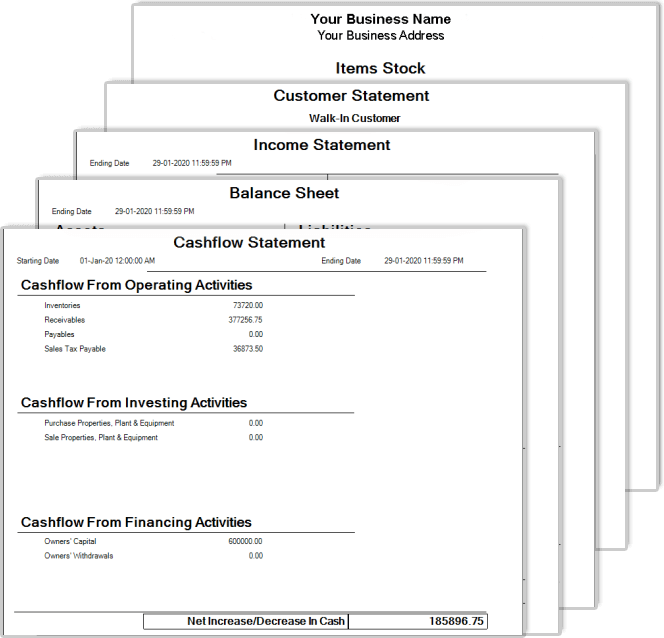 Your Business Name
Your Business Address
Items Stock
Customer Statement
Walk-In Customer
Income Statement
Ending Date 29-01-2020 11:59:59 PM
Balance Sheet
Ending Date 29-01-2020 11:59:59 PM
Assets Liabilities
Cashflow Statement
Starting Date 01-Jan-20 12:00:00 AM Ending Date 29-01-2020 11:59:59 PM
Cashflow From Operating Activities
Inventories 73720.00
Receivables 377256.75
Payables 0.00
Sales Tax Payable 36873.50
Cashflow From Investing Activities
Purchase Properties, Plant & Equipment 0.00
Sale Properties, Plant & Equipment 0.00
Cashflow From Financing Activities
Owners' Capital 600000.00
Owners' Withdrawals 0.00
Net Increase/Decrease In Cash 185896.75